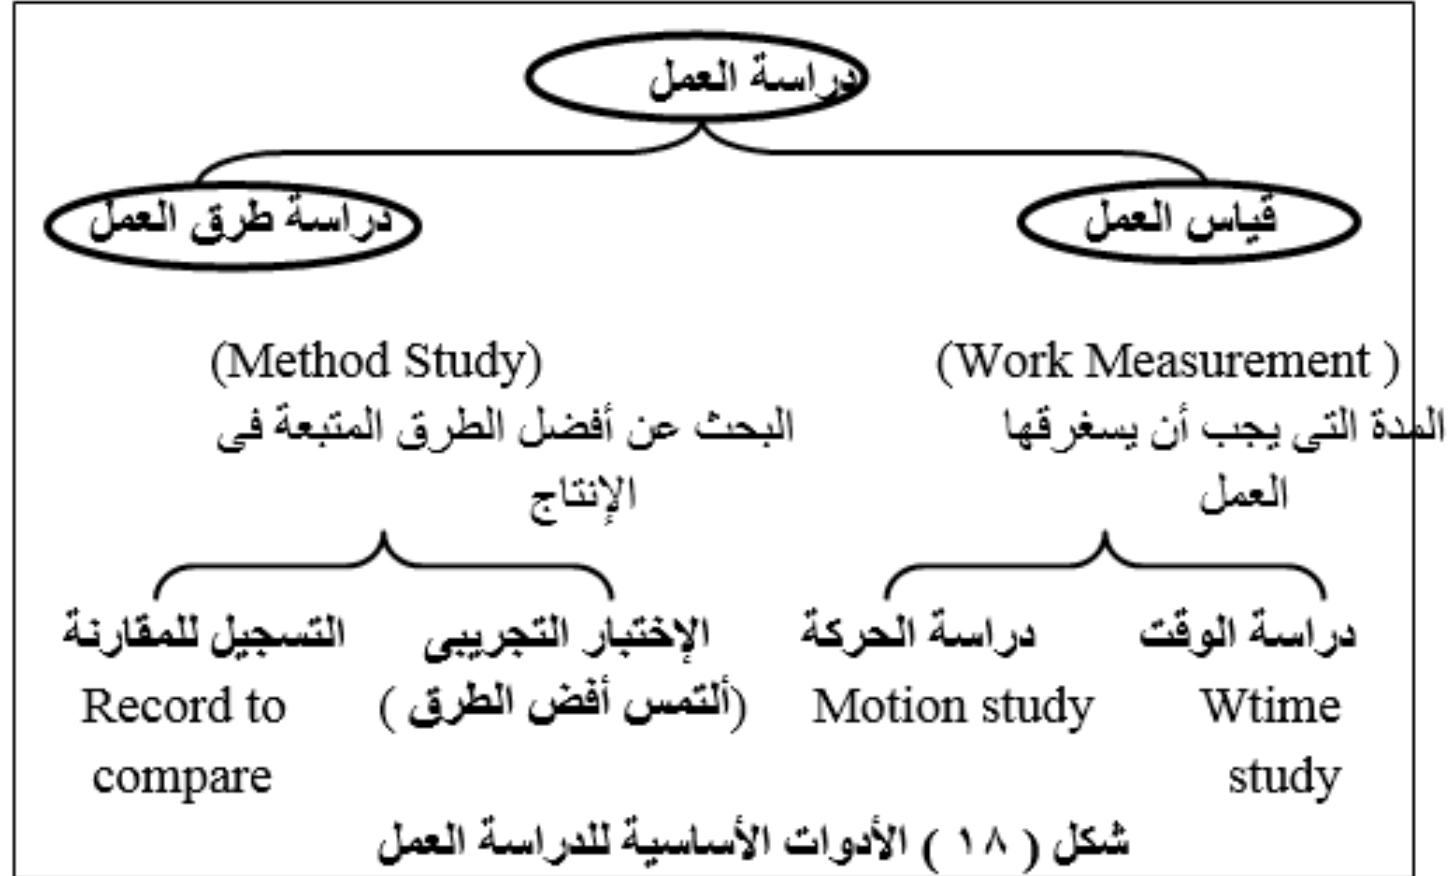 دراسة العمل
قياس العمل
دراسة طرق العمل
(Work Measurement )
(Method Study)
المدة التى يجب أن يسغرقها
العمل
البحث عن أفضل الطرق المتبعة فى
الإنتاج
دراسة الوقت
Wtime
study
دراسة الحركة
Motion study
الإختبار التجريبى
(ألتمس أفض الطرق )
التسجيل للمقارنة
Record to
compare
شكل ( ١٨ ) الأدوات الأساسية للدراسة العمل